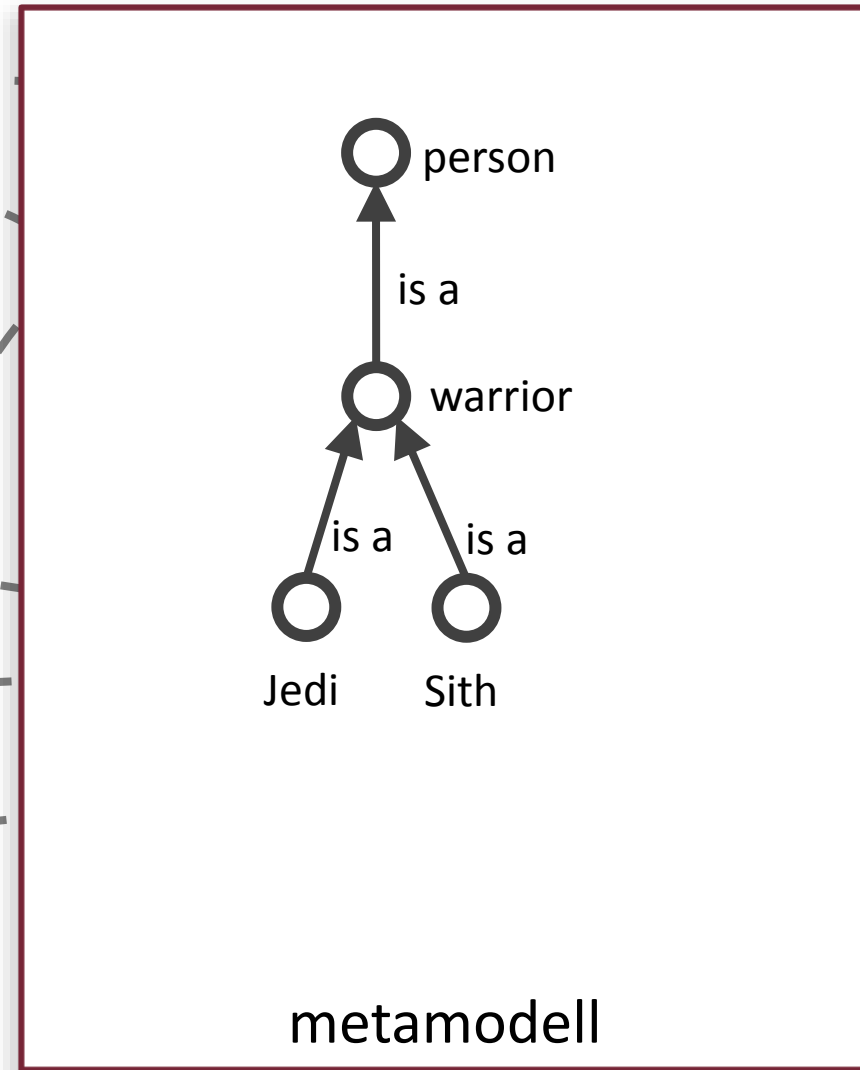 person
is a
warrior
is a
is a
Jedi
Sith
metamodell